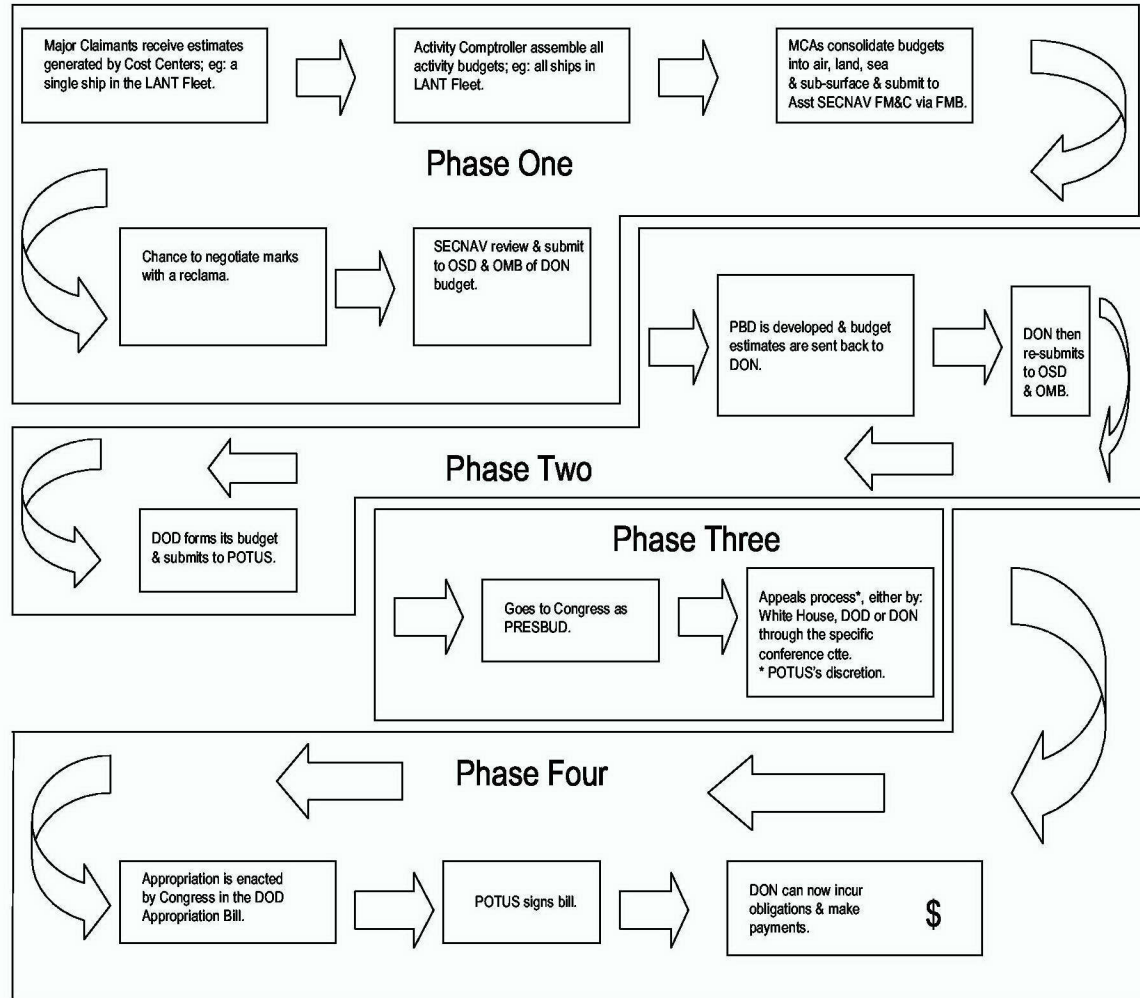 Major Claimants receive estimates
generated by Cost Centers; eg: a
single ship in the LANT Fleet.
Activity Comptroller assemble all
activity budgets; eg: all ships in
LANT Fleet.
MCAs consolidate budgets
into air, land, sea
& sub-surface & submit to
Asst SECNAV FM&C via FMB.
Phase One
Chance to negotiate marks
with a reclama.
SECNAV review & submit
to OSD & OMB of DON
budget.
PBD is developed & budget
estimates are sent back to
DON.
DON then
re-submits
to OSD
& OMB.
Phase Two
DOD forms its budget
& submits to POTUS.
Phase Three
Goes to Congress as
PRESBUD.
Appeals process*, either by:
White House, DOD or DON
through the specific
conference ctte.
* POTUS's discretion.
Phase Four
Appropriation is enacted
by Congress in the DOD
Appropriation Bill.
POTUS signs bill.
DON can now incur
obligations & make
payments.
$